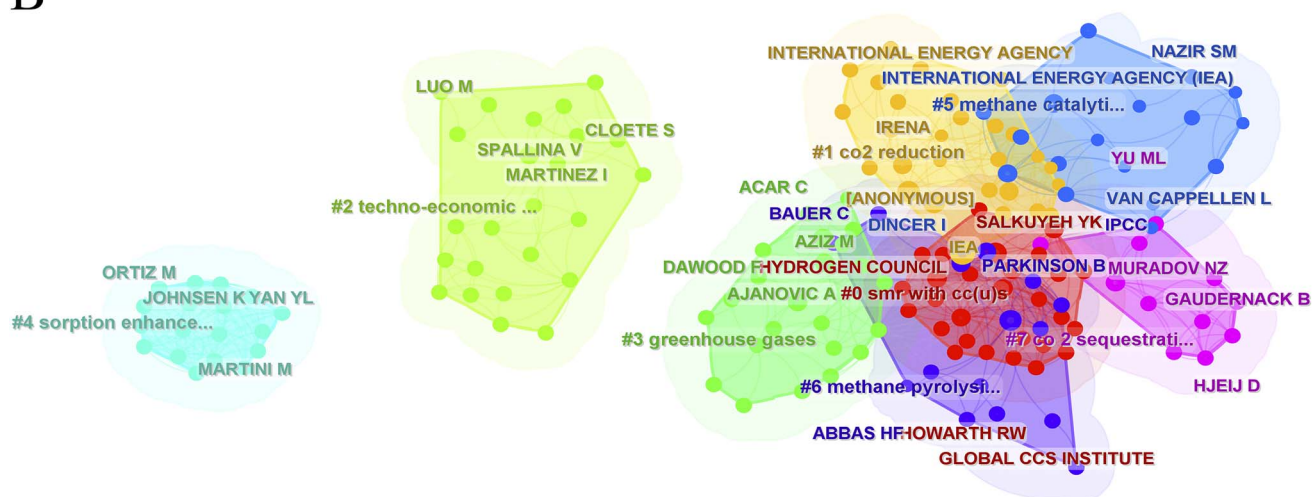 B
INTERNATIONAL ENERGY AGENCY
NAZIR SM
LUO M
INTERNATIONAL ENERGY AGENCY (IEA)
#5 methane catalyti...
CLOETE S
IRENA
SPALLINA V
#1 co2 reduction
YU ML
MARTINEZ I
ACAR C
[ANONYMOUS]
VAN CAPPELLEN L
#2 techno-economic ...
BAUER C
DINCER I
SALKUYEH YK
IPCC
AZIZ M
IEA
ORTIZ M
DAWOOD F
HYDROGEN COUNCIL
PARKINSON B
MURADOV NZ
JOHNSEN K
YAN YL
AJANOVIC A
#0 smr with cc(u)s
GAUDERNACK B
#4 sorption enhance...
#3 greenhouse gases
#7 co 2 sequestrati...
MARTINI M
#6 methane pyrolysi...
HJEIJ D
ABBAS HF
HOWARTH RW
GLOBAL CCS INSTITUTE